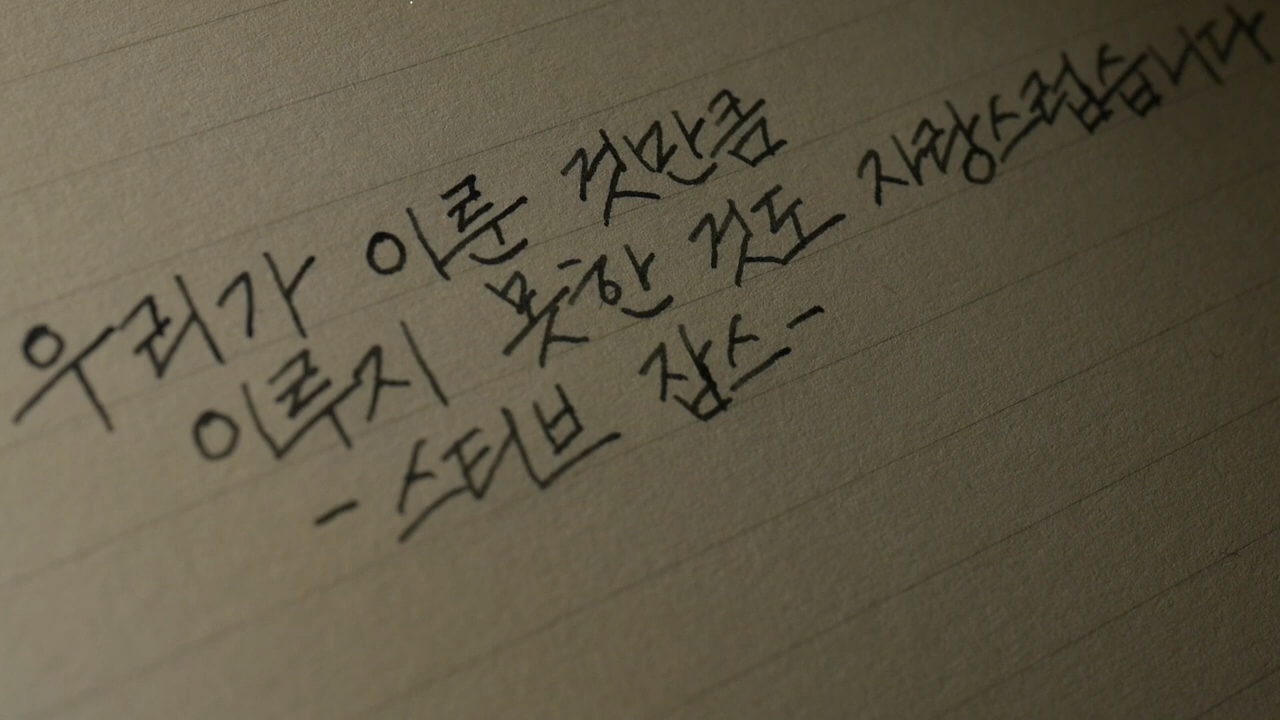 우리가 이룬 것만큼
이루지 못한 것도 자랑스럽습니다
- 스티브 잡스 -